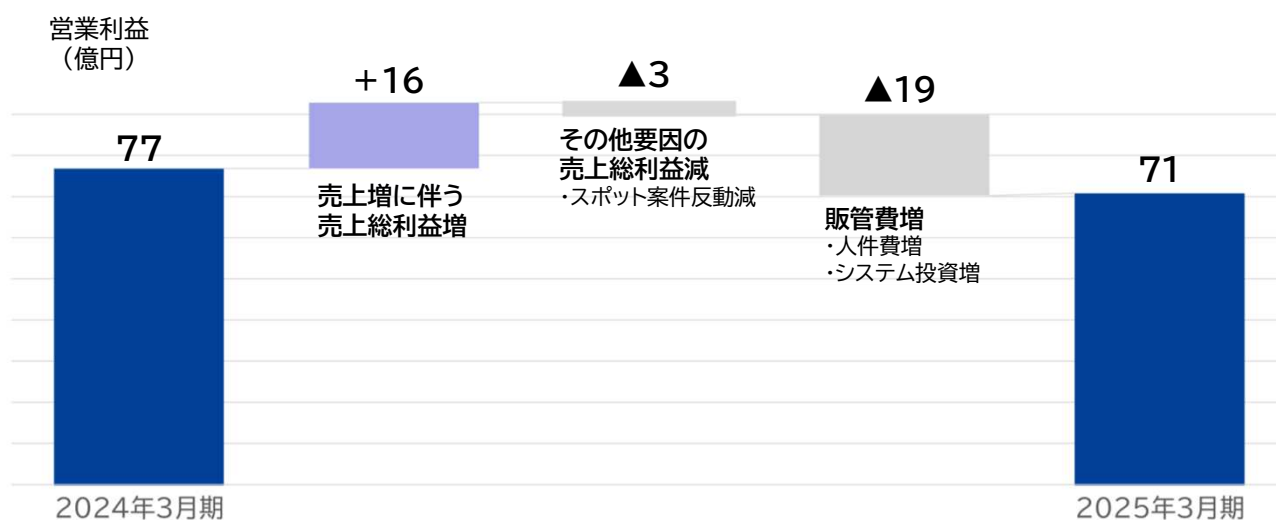 営業利益
(億円)
77
+16
売上増に伴う
売上総利益増
▲3
その他要因の
売上総利益減
・スポット案件反動減
▲19
販管費増
・人件費増
・システム投資増
71
2024年3月期
2025年3月期